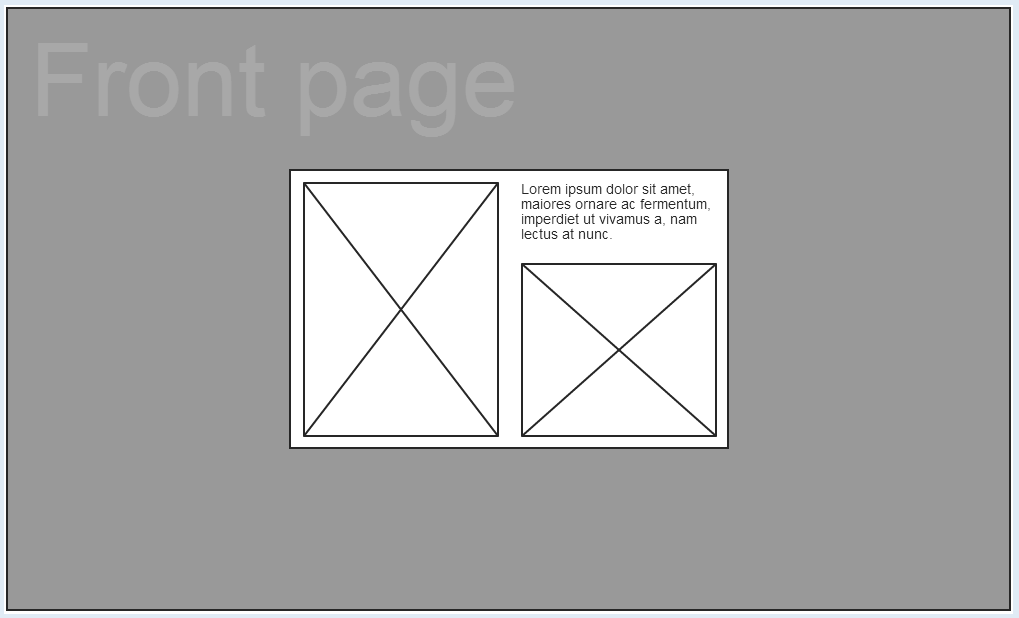 Front page
Lorem ipsum dolor sit amet,
maiores ornare ac fermentum,
imperdiet ut vivamus a, nam
lectus at nunc.